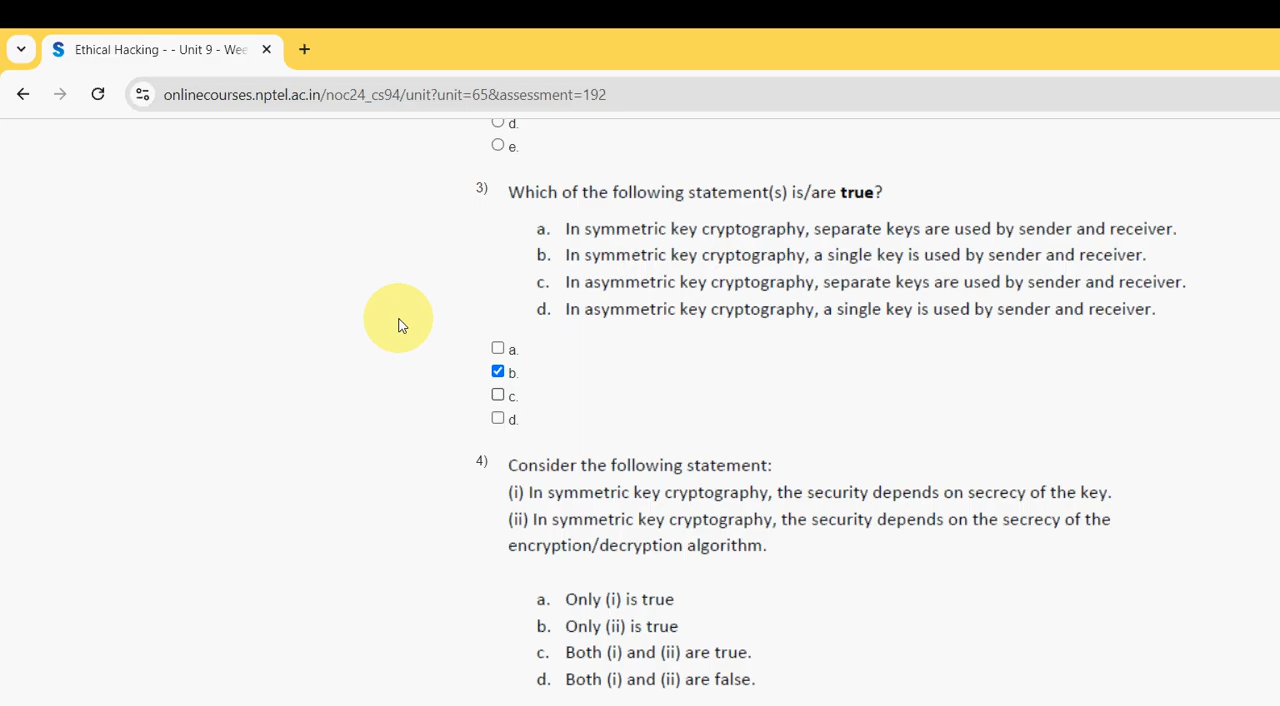 Ethical Hacking - - Unit 9 - Wee
onlinecourses.nptel.ac.in/noc24_cs94/unit?unit=65&assessment=192
d.
e.
3) Which of the following statement(s) is/are true?
a. In symmetric key cryptography, separate keys are used by sender and receiver.
b. In symmetric key cryptography, a single key is used by sender and receiver.
c. In asymmetric key cryptography, separate keys are used by sender and receiver.
d. In asymmetric key cryptography, a single key is used by sender and receiver.
a.
b.
c.
d.
4) Consider the following statement:
(i) In symmetric key cryptography, the security depends on secrecy of the key.
(ii) In symmetric key cryptography, the security depends on the secrecy of the
encryption/decryption algorithm.
a. Only (i) is true
b. Only (ii) is true
c. Both (i) and (ii) are true.
d. Both (i) and (ii) are false.